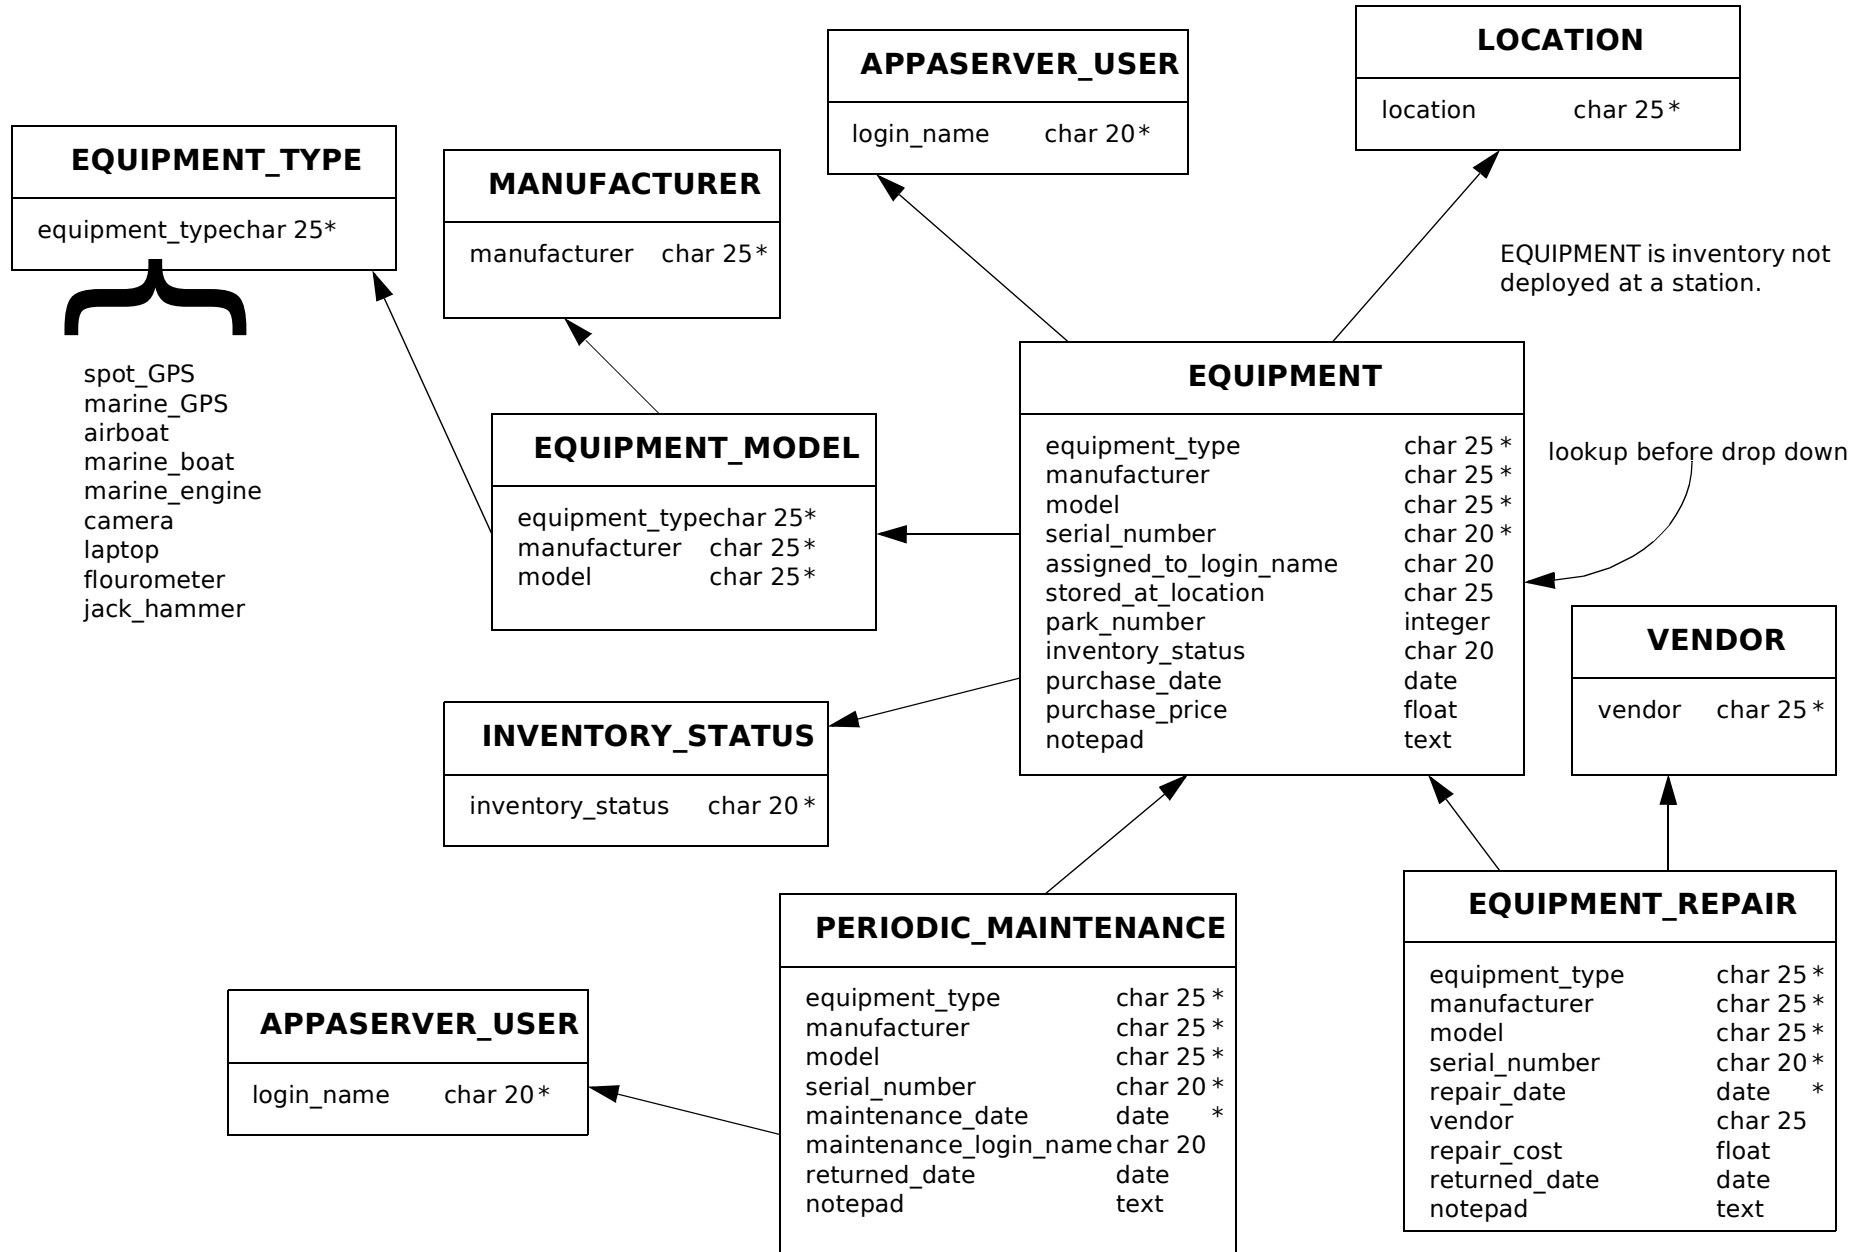 LOCATION
location char 25 *
APPASERVER_USER
login_name char 20 *
EQUIPMENT_TYPE
equipment_typechar 25*
MANUFACTURER
manufacturer char 25 *
EQUIPMENT is inventory not
deployed at a station.
spot_GPS
marine_GPS
airboat
marine_boat
marine_engine
camera
laptop
flourometer
jack_hammer
EQUIPMENT_MODEL
equipment_typechar 25*
manufacturer char 25*
model char 25*
EQUIPMENT
equipment_type char 25 *
manufacturer char 25 *
model char 25 *
serial_number char 20 *
assigned_to_login_name char 20
stored_at_location char 25
park_number integer
inventory_status char 20
purchase_date date
purchase_price float
notepad text
lookup before drop down
VENDOR
vendor char 25 *
INVENTORY_STATUS
inventory_status char 20 *
PERIODIC_MAINTENANCE
equipment_type char 25 *
manufacturer char 25 *
model char 25 *
serial_number char 20 *
maintenance_date date *
maintenance_login_name char 20
returned_date date
notepad text
EQUIPMENT_REPAIR
equipment_type char 25 *
manufacturer char 25 *
model char 25 *
serial_number char 20 *
repair_date date *
vendor char 25
repair_cost float
returned_date date
notepad text
APPASERVER_USER
login_name char 20 *